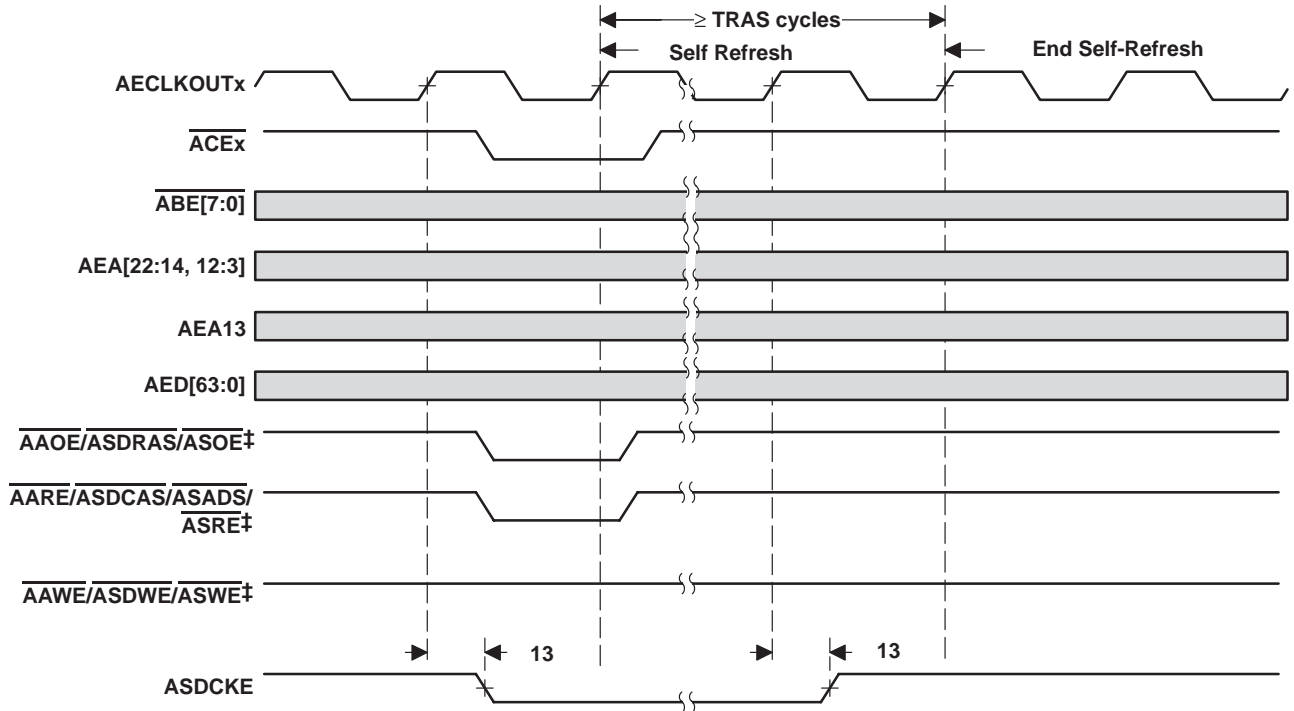 ≥ TRAS cycles
Self Refresh
End Self-Refresh
AECLKOUTx
ACEx
ABE[7:0]
AEA[22:14, 12:3]
AEA13
AED[63:0]
AAOE/ASDRAS/ASOE‡
AARE/ASDCAS/ASADS/
ASRE‡
AAWE/ASDWE/ASWE‡
13
13
ASDCKE